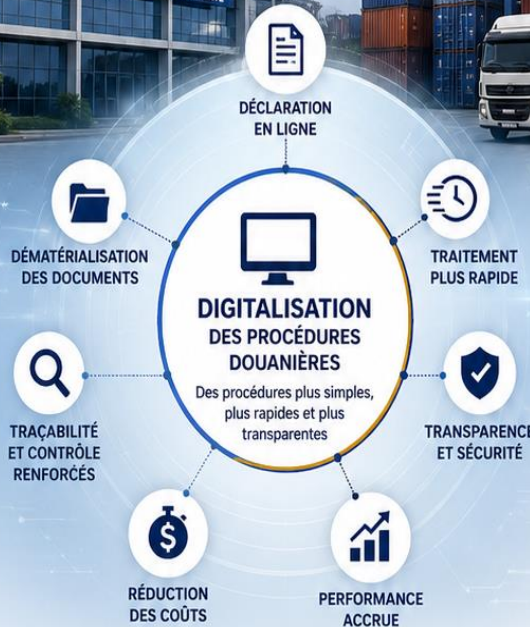 DÉCLARATION
EN LIGNE
DÉMATÉRIALISATION
DES DOCUMENTS
TRAITEMENT
PLUS RAPIDE
DIGITALISATION
DES PROCÉDURES
DOUANIÈRES
Des procédures plus simples,
plus rapides et plus
transparentes
TRAÇABILITÉ
ET CONTRÔLE
RENFORCÉS
TRANSPARENCE
ET SÉCURITÉ
RÉDUCTION
DES COÛTS
PERFORMANCE
ACCRUE